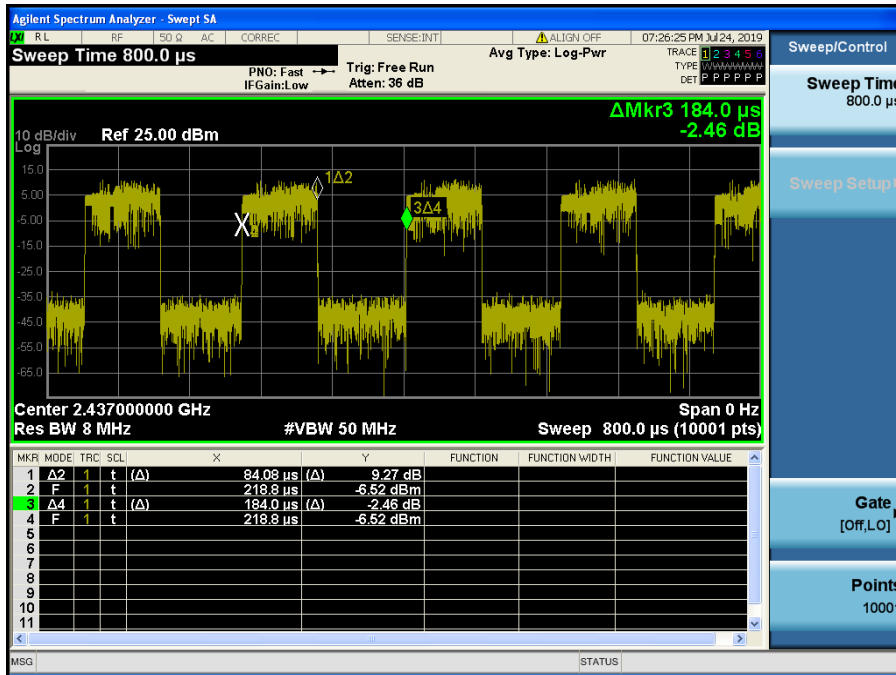 Agilent Spectrum Analyzer - Swept SA
LXI RL RF 50 Ω AC CORREC SENSE:INT ALIGN OFF 07:26:25 PM Jul 24, 2019
Sweep Time 800.0 µs
PNO: Fast
IFGain:Low
Trig: Free Run
Atten: 36 dB
Avg Type: Log-Pwr
TRACE 1 2 3 4 5 6
TYPE WWWWWW
DET P P P P P P
ΔMkr3 184.0 µs
-2.46 dB
10 dB/div Ref 25.00 dBm
Log
15.0
5.00
-5.00
-15.0
-25.0
-35.0
-45.0
-55.0
-65.0
1Δ2
3Δ4
Center 2.437000000 GHz Span 0 Hz
Res BW 8 MHz #VBW 50 MHz Sweep 800.0 µs (10001 pts)
MKR MODE TRC SCL X Y FUNCTION FUNCTION WIDTH FUNCTION VALUE
1 Δ2 1 t (Δ) 84.08 µs (Δ) 9.27 dB
2 F 1 t 218.8 µs -6.52 dBm
3 Δ4 1 t (Δ) 184.0 µs (Δ) -2.46 dB
4 F 1 t 218.8 µs -6.52 dBm
5
6
7
8
9
10
11
MSG STATUS
Sweep/Control
Sweep Time
800.0 µs
Sweep Setup
Gate
[Off,LO]
Points
10001